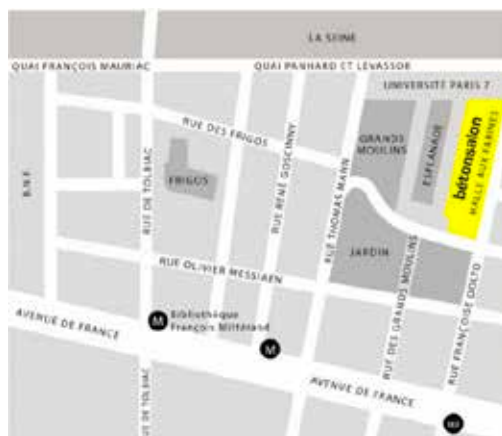 LA SEINE
QUAI FRANÇOIS MAURIAC
QUAI PANHARD ET LEVASSOR
UNIVERSITÉ PARIS 7
RUE DES FRIGOS
GRANDS
MOULINS
ESPLANADE
bétonsalon
HALLE AUX FARINES
B.N.F.
RUE DE TOLBIAC
FRIGOS
RUE RENÉ GOSCINNY
RUE THOMAS MANN
JARDIN
RUE OLIVIER MESSIAEN
RUE DES GRANDS MOULINS
RUE FRANÇOISE DOLTO
AVENUE DE FRANCE
M
Bibliothèque
François Mitterand
M
AVENUE DE FRANCE
RUE DE TOLBIAC